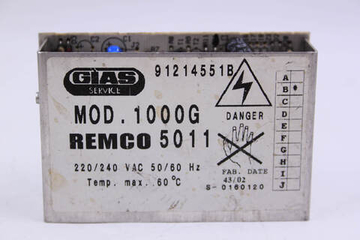 GIAS
SERVICE
91214551B
MOD. 1000G
DANGER
REMCO 5011
220/240 VAC 50/60 Hz
Temp. max. 60°C
FAB. DATE
43/02
S-0160120
A
B
C
D
E
F
G
H
I
J